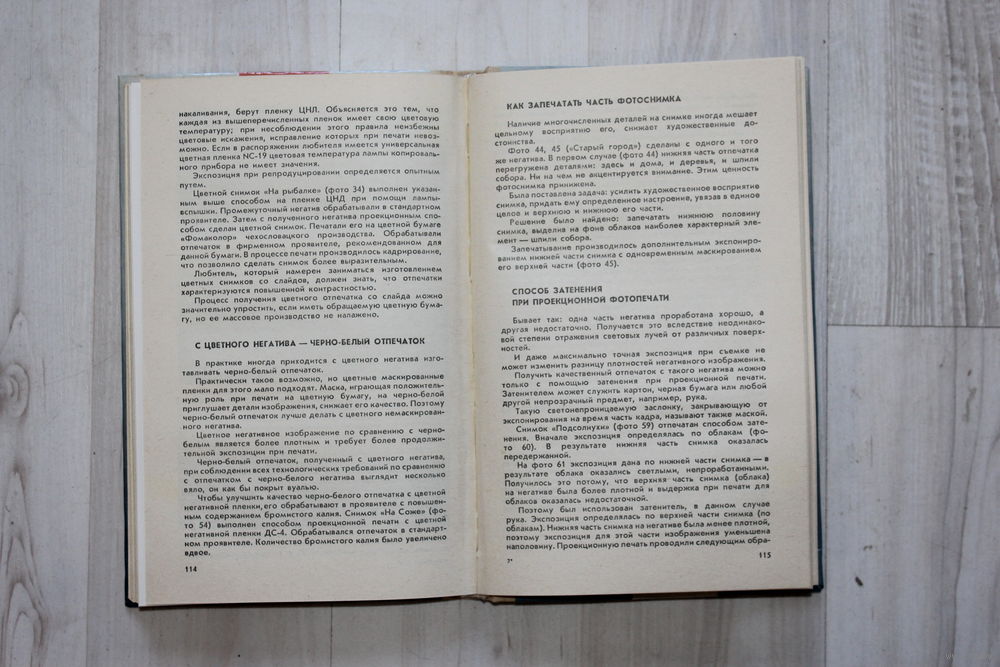 накаливания, берут пленку ЦНЛ. Объясняется это тем, что
каждая из вышеперечисленных пленок имеет свою цветовую
температуру; при несоблюдении этого правила неизбежны
цветовые искажения, исправление которых при печати невоз-
можно. Если в распоряжении любителя имеется универсальная
цветная пленка NC-19 цветовая температура лампы копироваль-
ного прибора не имеет значения.
Экспозиция при репродуцировании определяется опытным
путем.
Цветной снимок «На рыбалке» (фото 34) выполнен указан-
ным выше способом на пленке ЦНД при помощи лампы-
вспышки. Промежуточный негатив обрабатывали в стандартном
проявителе. Затем с полученного негатива проекционным спо-
собом сделан цветной снимок. Печатали его на цветной бумаге
«Фомаколор» чехословацкого производства. Обрабатывали
отпечаток в фирменном проявителе, рекомендованном для
данной бумаги. В процессе печати производилось кадрирование,
что позволило сделать снимок более выразительным.
Любитель, который намерен заниматься изготовлением
цветных снимков со слайдов, должен знать, что отпечатки
характеризуются повышенной контрастностью.
Процесс получения цветного отпечатка со слайда можно
значительно упростить, если иметь обращаемую цветную бума-
гу, но ее массовое производство не налажено.
С ЦВЕТНОГО НЕГАТИВА — ЧЕРНО-БЕЛЫЙ ОТПЕЧАТОК
В практике иногда приходится с цветного негатива изго-
тавливать черно-белый отпечаток.
Практически такое возможно, но цветные маскированные
пленки для этого мало подходят. Маска, играющая положитель-
ную роль при печати на цветную бумагу, на черно-белой
приглушает детали изображения, снижает его качество. Поэтому
черно-белый отпечаток лучше делать с цветного немаскированн-
ного негатива.
Цветное негативное изображение по сравнению с черно-
белым является более плотным и требует более продолжи-
тельной экспозиции при печати.
Черно-белый отпечаток, полученный с цветного негатива,
при соблюдении всех технологических требований по сравнению
с отпечатком с черно-белого негатива выглядит несколько
вяло, он как бы покрыт вуалью.
Чтобы улучшить качество черно-белого отпечатка с цветной
негативной пленки, его обрабатывают в проявителе с повышен-
ным содержанием бромистого калия. Снимок «На Соже» (фо-
то 54) выполнен способом проекционной печати с цветной
негативной пленки ДС-4. Обрабатывался отпечаток в стандарт-
ном проявителе. Количество бромистого калия было увеличено
вдвое.
114
КАК ЗАПЕЧАТАТЬ ЧАСТЬ ФОТОСНИМКА
Наличие многочисленных деталей на снимке иногда мешает
цельному восприятию его, снижает художественные до-
стоинства.
Фото 44, 45 («Старый город») сделаны с одного и того
же негатива. В первом случае (фото 44) нижняя часть отпечатка
перегружена деталями: здесь и дома, и деревья, и шпили
собора. Ни на чем не акцентируется внимание. Этим ценность
фотоснимка принижена.
Была поставлена задача: усилить художественное восприятие
снимка, придать ему определенное настроение, увязав в единое
целое и верхнюю и нижнюю его части.
Решение было найдено: запечатать нижнюю половину
снимка, выделив на фоне облаков наиболее характерный эле-
мент — шпили собора.
Запечатывание производилось дополнительным экспониро-
ванием нижней части снимка с одновременным маскированием
его верхней части (фото 45).
СПОСОБ ЗАТЕНЕНИЯ
ПРИ ПРОЕКЦИОННОЙ ФОТОПЕЧАТИ
Бывает так: одна часть негатива проработана хорошо, а
другая недостаточно. Получается это вследствие неодинако-
вой степени отражения световых лучей от различных поверх-
ностей.
И даже максимально точная экспозиция при съемке не
может изменить разницу плотностей негативного изображения.
Получить качественный отпечаток с такого негатива можно
только с помощью затенения при проекционной печати.
Затенителем может служить картон, черная бумага или любой
другой непрозрачный предмет, например, рука.
Такую светонепроницаемую заслонку, закрывающую от
экспонирования на время часть кадра, называют также маской.
Снимок «Подсолнухи» (фото 59) отпечатан способом зате-
нения. Вначале экспозиция определялась по облакам (фо-
то 60). В результате нижняя часть снимка оказалась
передержанной.
На фото 61 экспозиция дана по нижней части снимка — в
результате облака оказались светлыми, непроработанными.
Получилось это потому, что верхняя часть снимка (облака)
на негативе была более плотной и выдержка при печати для
облаков оказалась недостаточной.
Поэтому был использован затенитель, в данном случае
рука. Экспозиция определялась по верхней части снимка (по
облакам). Нижняя часть снимка на негативе была менее плотной,
поэтому экспозиция для этой части изображения уменьшена
наполовину. Проекционную печать проводили следующим обра-
7*
115